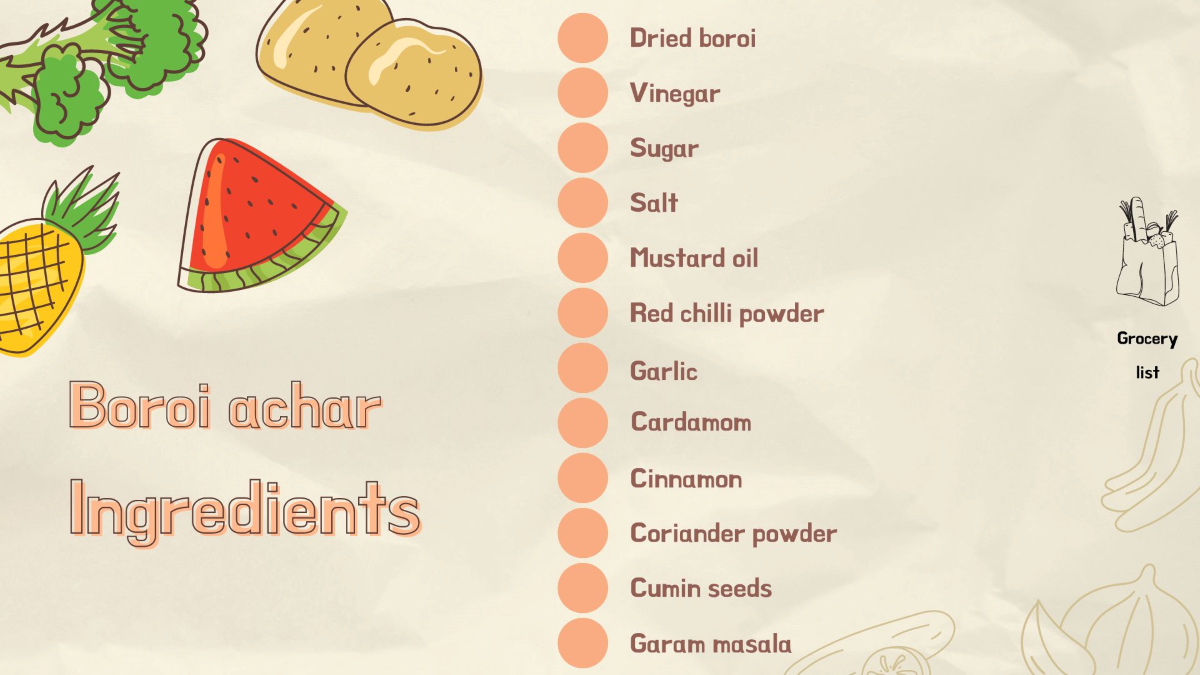 Boroi achar
Ingredients
Dried boroi
Vinegar
Sugar
Salt
Mustard oil
Red chilli powder
Garlic
Cardamom
Cinnamon
Coriander powder
Cumin seeds
Garam masala
Grocery
list